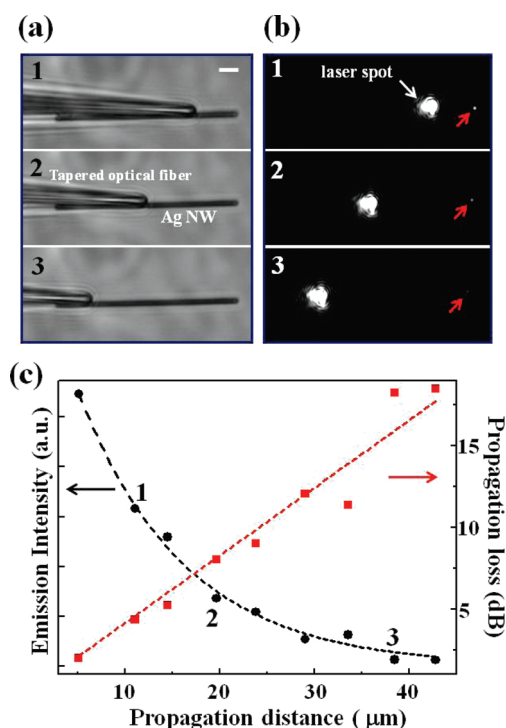 (a)
(b)
1
2
Tapered optical fiber
Ag NW
3
1
laser spot
2
3
(c)
Emission Intensity (a.u.)
1
2
3
15
10
5
Propagation loss (dB)
10 20 30 40
Propagation distance ( μm)